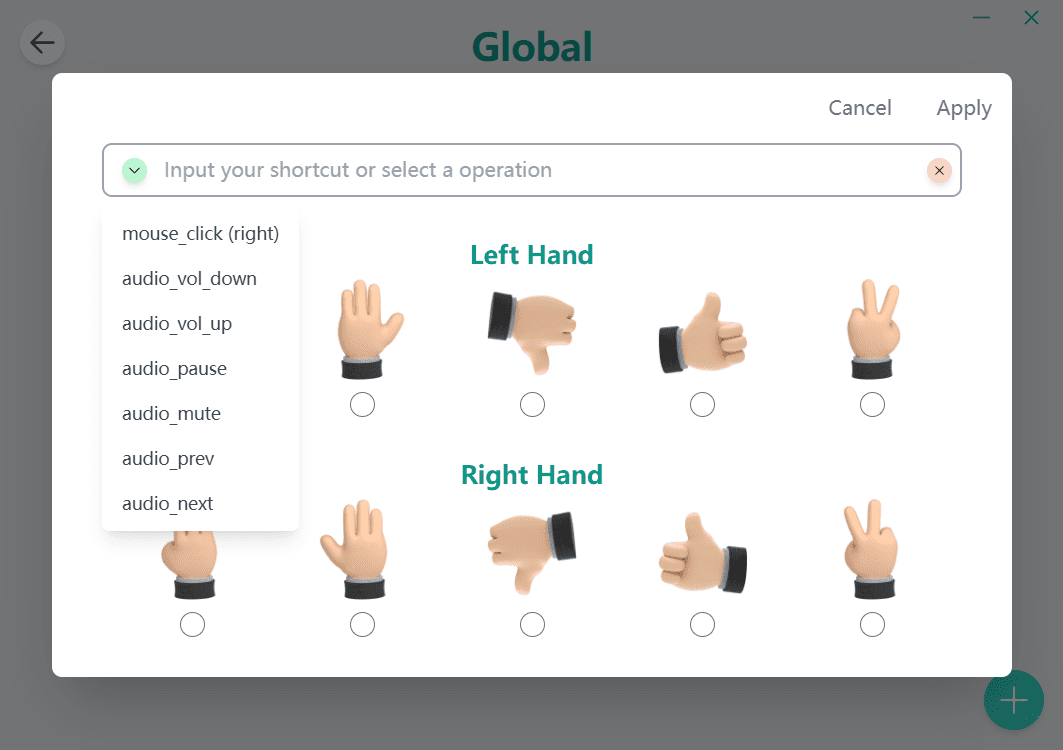 Global
Cancel Apply
Input your shortcut or select a operation
mouse_click (right)
audio_vol_down
audio_vol_up
audio_pause
audio_mute
audio_prev
audio_next
Left Hand
Right Hand